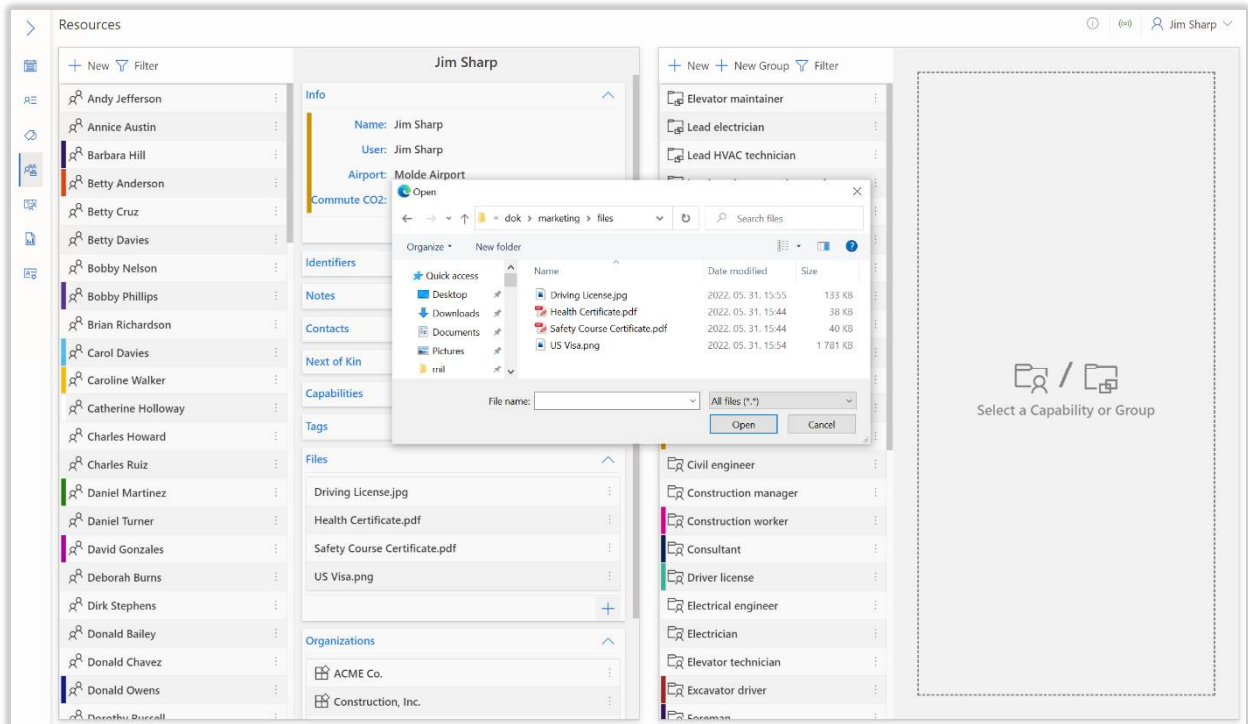 Resources
Jim Sharp
New Filter
Andy Jefferson
Annice Austin
Barbara Hill
Betty Anderson
Betty Cruz
Betty Davies
Bobby Nelson
Bobby Phillips
Brian Richardson
Carol Davies
Caroline Walker
Catherine Holloway
Charles Howard
Charles Ruiz
Daniel Martinez
Daniel Turner
David Gonzales
Deborah Burns
Dirk Stephens
Donald Bailey
Donald Chavez
Donald Owens
Dorothy Russell
Jim Sharp
Info
Name: Jim Sharp
User: Jim Sharp
Airport: Molde Airport
Commute CO2:
Identifiers
Notes
Contacts
Next of Kin
Capabilities
Tags
Files
Driving License.jpg
Health Certificate.pdf
Safety Course Certificate.pdf
US Visa.png
Organizations
ACME Co.
Construction, Inc.
Open
« dok > marketing > files
Search files
Organize New folder
Quick access
Desktop
Downloads
Documents
Pictures
mil
Name Date modified Size
Driving License.jpg 2022. 05. 31. 15:55 133 KB
Health Certificate.pdf 2022. 05. 31. 15:44 38 KB
Safety Course Certificate.pdf 2022. 05. 31. 15:44 40 KB
US Visa.png 2022. 05. 31. 15:54 1 781 KB
File name:
All files (*.*)
Open Cancel
New New Group Filter
Elevator maintainer
Lead electrician
Lead HVAC technician
Civil engineer
Construction manager
Construction worker
Consultant
Driver license
Electrical engineer
Electrician
Elevator technician
Excavator driver
Foreman
/
Select a Capability or Group